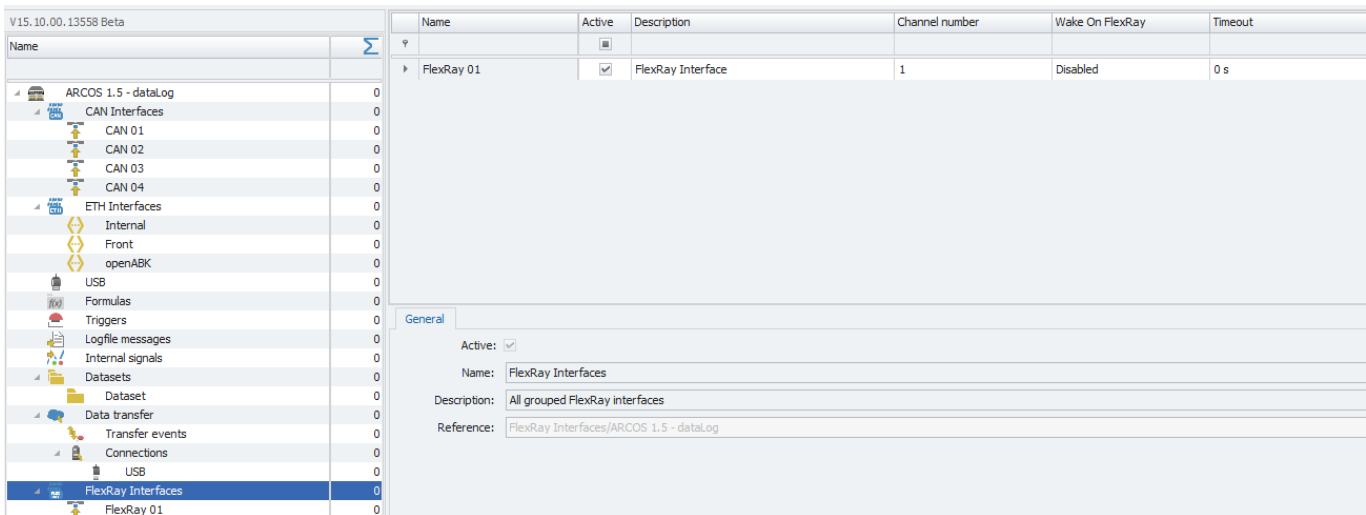 V15.10.00.13558 Beta
Name
ARCOS 1.5 - dataLog 0
CAN Interfaces 0
CAN 01 0
CAN 02 0
CAN 03 0
CAN 04 0
ETH Interfaces 0
Internal 0
Front 0
openABK 0
USB 0
Formulas 0
Triggers 0
Logfile messages 0
Internal signals 0
Datasets 0
Dataset 0
Data transfer 0
Transfer events 0
Connections 0
USB 0
FlexRay Interfaces 0
FlexRay 01 0
Name Active Description Channel number Wake On FlexRay Timeout
FlexRay 01 FlexRay Interface 1 Disabled 0 s
General
Active:
Name: FlexRay Interfaces
Description: All grouped FlexRay interfaces
Reference: FlexRay Interfaces/ARCOS 1.5 - dataLog